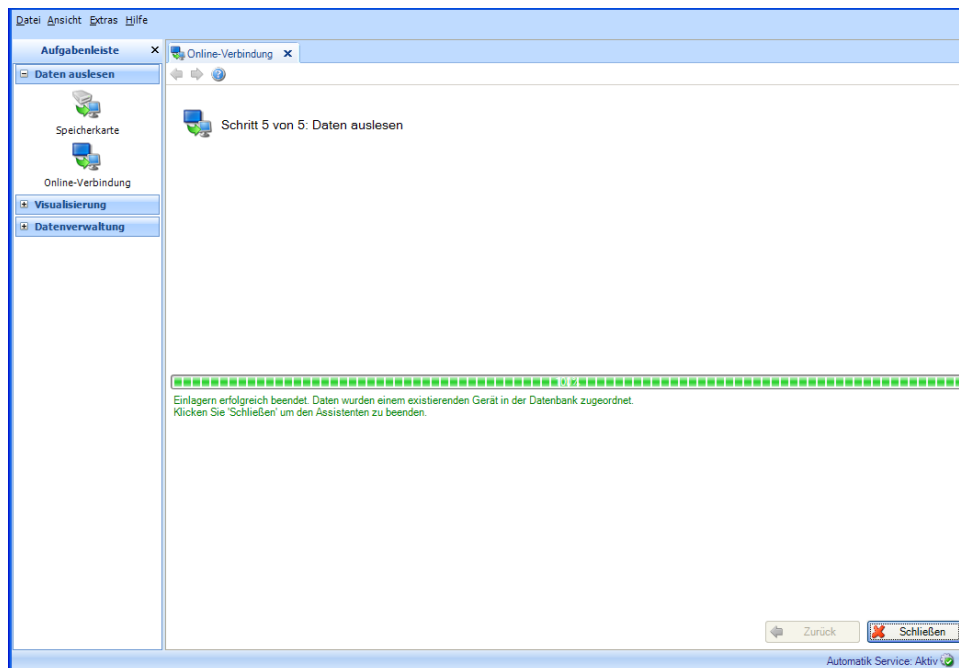 Datei Ansicht Extras Hilfe
Aufgabenleiste
Online-Verbindung
Daten auslesen
Speicherkarte
Online-Verbindung
Visualisierung
Datenverwaltung
Schritt 5 von 5: Daten auslesen
Einlagern erfolgreich beendet. Daten wurden einem existierenden Gerät in der Datenbank zugeordnet.
Klicken Sie 'Schließen' um den Assistenten zu beenden.
Zurück
Schließen
Automatik Service: Aktiv